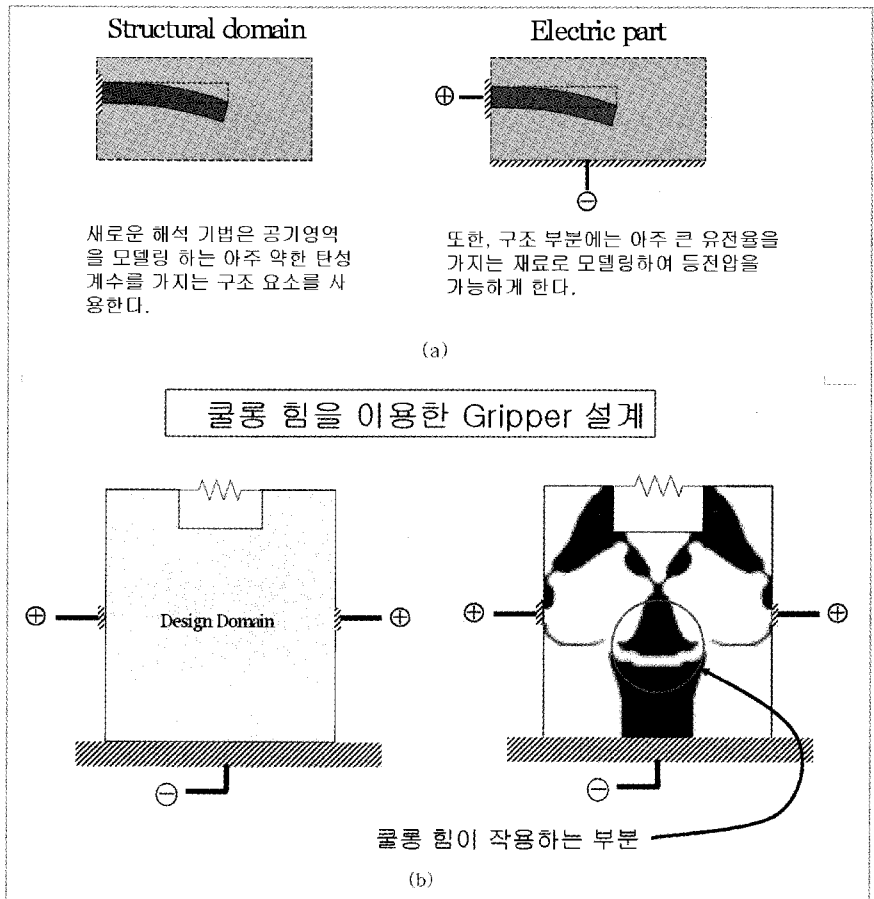 Structural domain
Electric part
⊕
⊖
새로운 해석 기법은 공기영역
을 모델링 하는 아주 약한 탄성
계수를 가지는 구조 요소를 사
용한다.
또한, 구조 부분에는 아주 큰 유전율을
가지는 재료로 모델링하여 등전압을
가능하게 한다.
(a)
쿨롱 힘을 이용한 Gripper 설계
⊕ Design Domain ⊕
⊖
⊕ ⊕
⊖
쿨롱 힘이 작용하는 부분
(b)